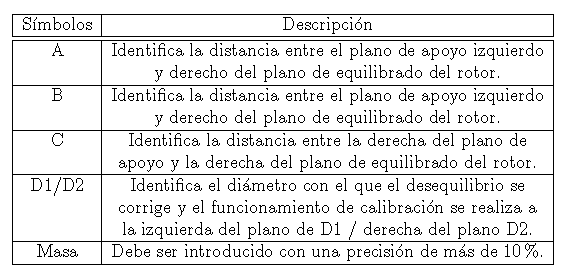 Símbolos Descripción
A Identifica la distancia entre el plano de apoyo izquierdo
y derecho del plano de equilibrado del rotor.
B Identifica la distancia entre el plano de apoyo izquierdo
y derecho del plano de equilibrado del rotor.
C Identifica la distancia entre la derecha del plano de
apoyo y la derecha del plano de equilibrado del rotor.
D1/D2 Identifica el diámetro con el que el desequilibrio se
corrige y el funcionamiento de calibración se realiza a
la izquierda del plano de D1 / derecha del plano D2.
Masa Debe ser introducido con una precisión de más de 10 %.